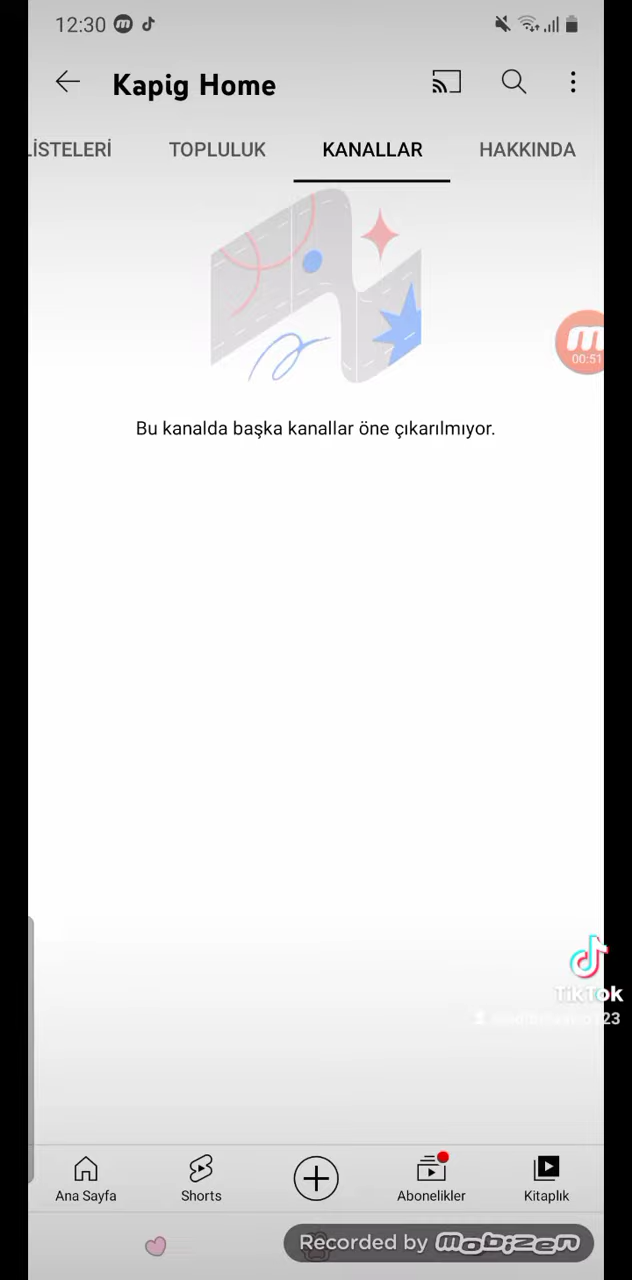 12:30
Kapig Home
LİSTELERİ
TOPLULUK
KANALLAR
HAKKINDA
00:51
Bu kanalda başka kanallar öne çıkarılmıyor.
TikTok
Ana Sayfa
Shorts
Abonelikler
Kitaplık
Recorded by mobizen